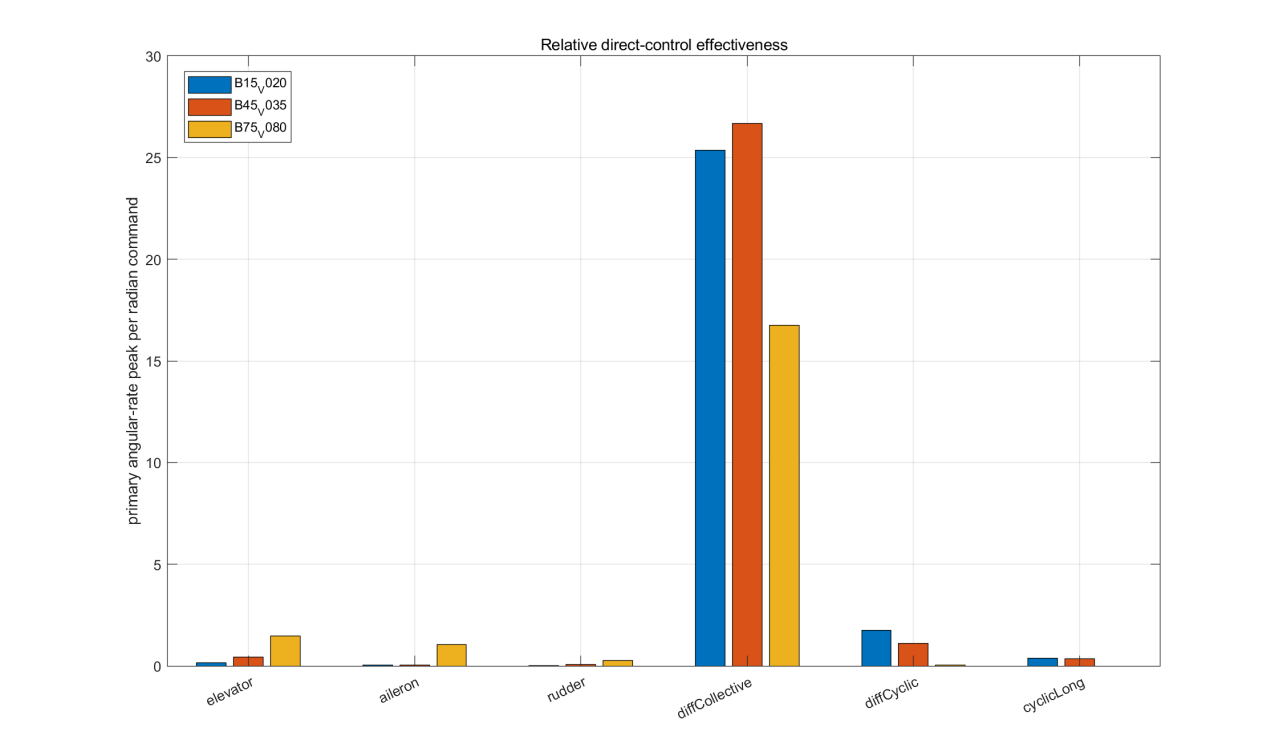 Relative direct-control effectiveness
B15_V020
B45_V035
B75_V080
primary angular-rate peak per radian command
30
25
20
15
10
5
0
elevator
aileron
rudder
diffCollective
diffCyclic
cyclicLong